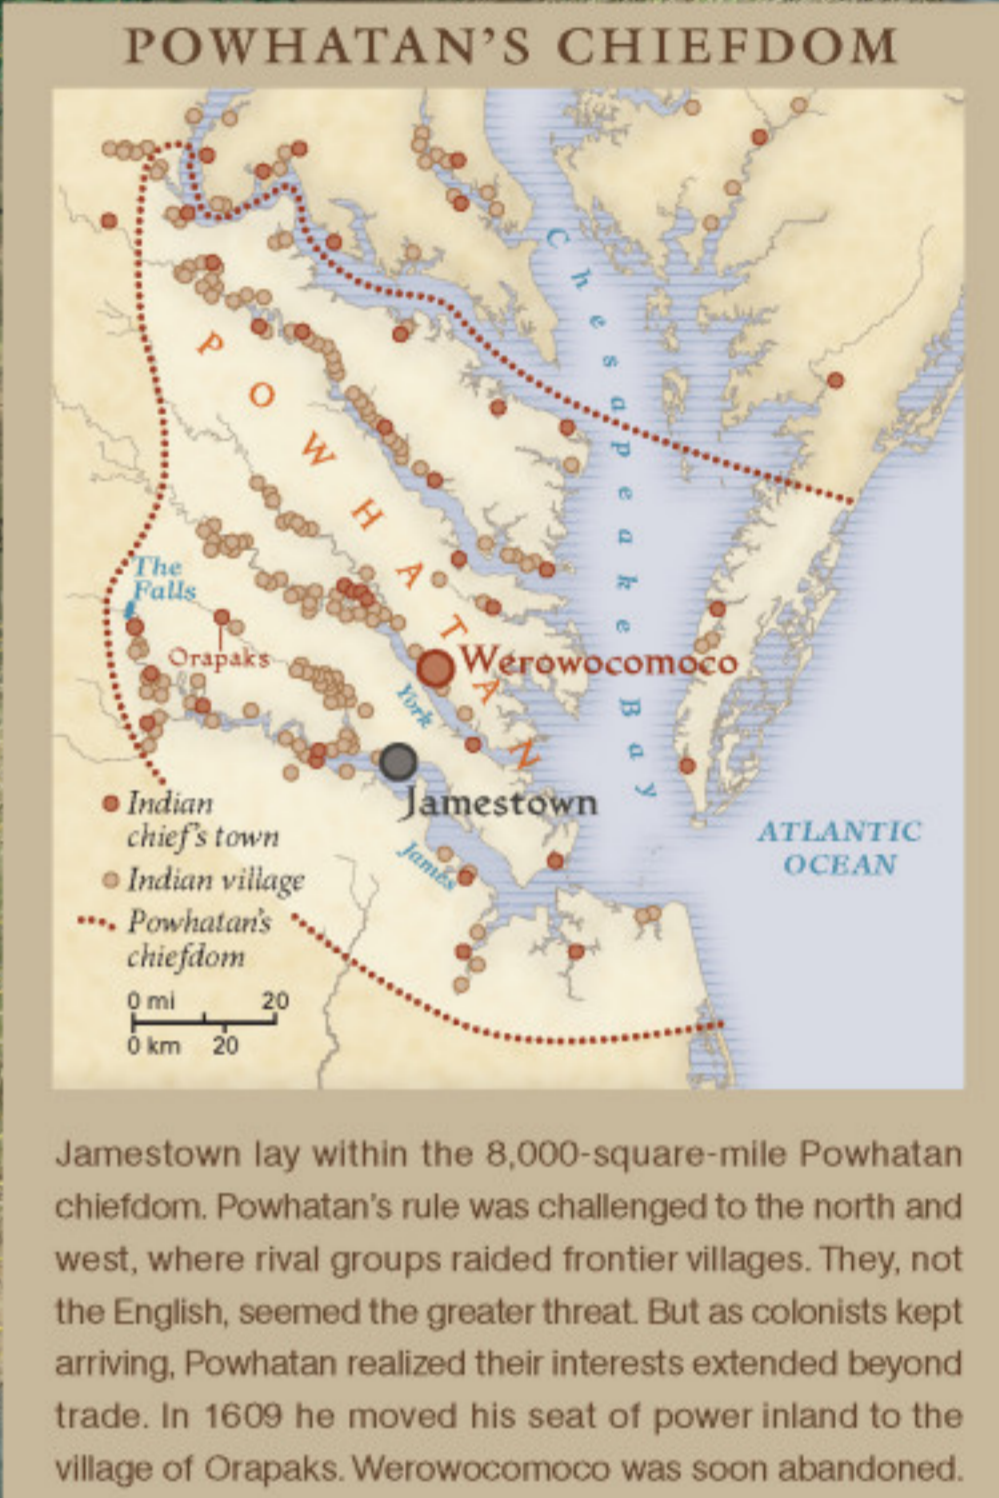 POWHATAN'S CHIEFDOM
Chesapeake Bay
POWHATAN
The
Falls
Orapaks
Werowocomoco
York
Jamestown
James
ATLANTIC
OCEAN
Indian
chief's town
Indian village
Powhatan's
chiefdom
0 mi 20
0 km 20
Jamestown lay within the 8,000-square-mile Powhatan
chiefdom. Powhatan's rule was challenged to the north and
west, where rival groups raided frontier villages. They, not
the English, seemed the greater threat. But as colonists kept
arriving, Powhatan realized their interests extended beyond
trade. In 1609 he moved his seat of power inland to the
village of Orapaks. Werowocomoco was soon abandoned.